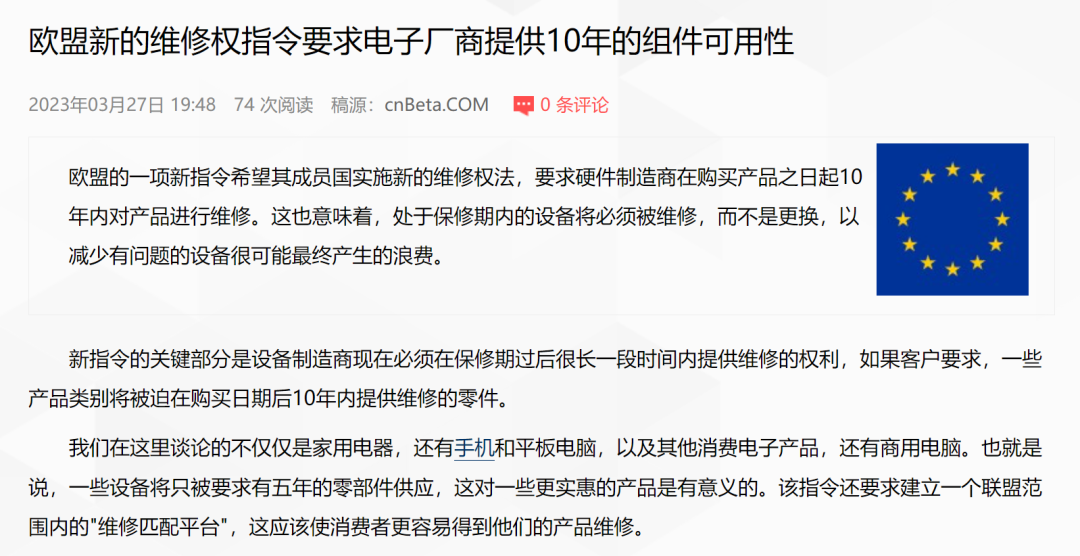 欧盟新的维修权指令要求电子厂商提供10年的组件可用性
2023年03月27日 19:48 74 次阅读 稿源：cnBeta.COM 0 条评论
欧盟的一项新指令希望其成员国实施新的维修权法，要求硬件制造商在购买产品之日起10
年内对产品进行维修。这也意味着，处于保修期内的设备将必须被维修，而不是更换，以
减少有问题的设备很可能最终产生的浪费。
新指令的关键部分是设备制造商现在必须在保修期过后很长一段时间内提供维修的权利，如果客户要求，一些
产品类别将被迫在购买日期后10年内提供维修的零件。
我们在这里谈论的不仅仅是家用电器，还有手机和平板电脑，以及其他消费电子产品，还有商用电脑。也就是
说，一些设备将只被要求有五年的零部件供应，这对一些更实惠的产品是有意义的。该指令还要求建立一个联盟范
围内的"维修匹配平台"，这应该使消费者更容易得到他们的产品维修。